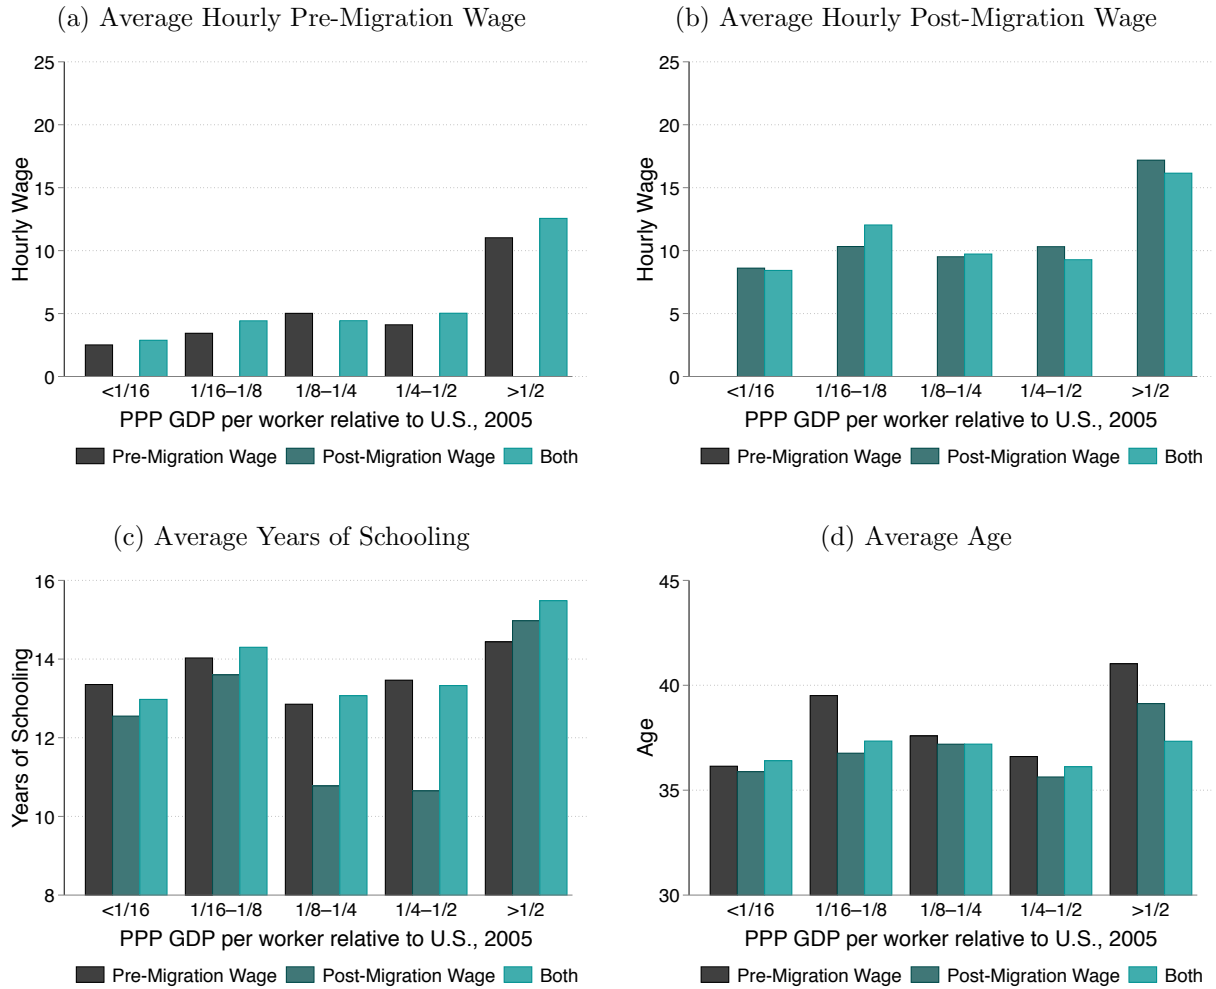 (a) Average Hourly Pre-Migration Wage
25
20
15
10
5
0
Hourly Wage
<1/16 1/16–1/8 1/8–1/4 1/4–1/2 >1/2
PPP GDP per worker relative to U.S., 2005
Pre-Migration Wage Post-Migration Wage Both
(b) Average Hourly Post-Migration Wage
25
20
15
10
5
0
Hourly Wage
<1/16 1/16–1/8 1/8–1/4 1/4–1/2 >1/2
PPP GDP per worker relative to U.S., 2005
Pre-Migration Wage Post-Migration Wage Both
(c) Average Years of Schooling
16
14
12
10
8
Years of Schooling
<1/16 1/16–1/8 1/8–1/4 1/4–1/2 >1/2
PPP GDP per worker relative to U.S., 2005
Pre-Migration Wage Post-Migration Wage Both
(d) Average Age
45
40
35
30
Age
<1/16 1/16–1/8 1/8–1/4 1/4–1/2 >1/2
PPP GDP per worker relative to U.S., 2005
Pre-Migration Wage Post-Migration Wage Both